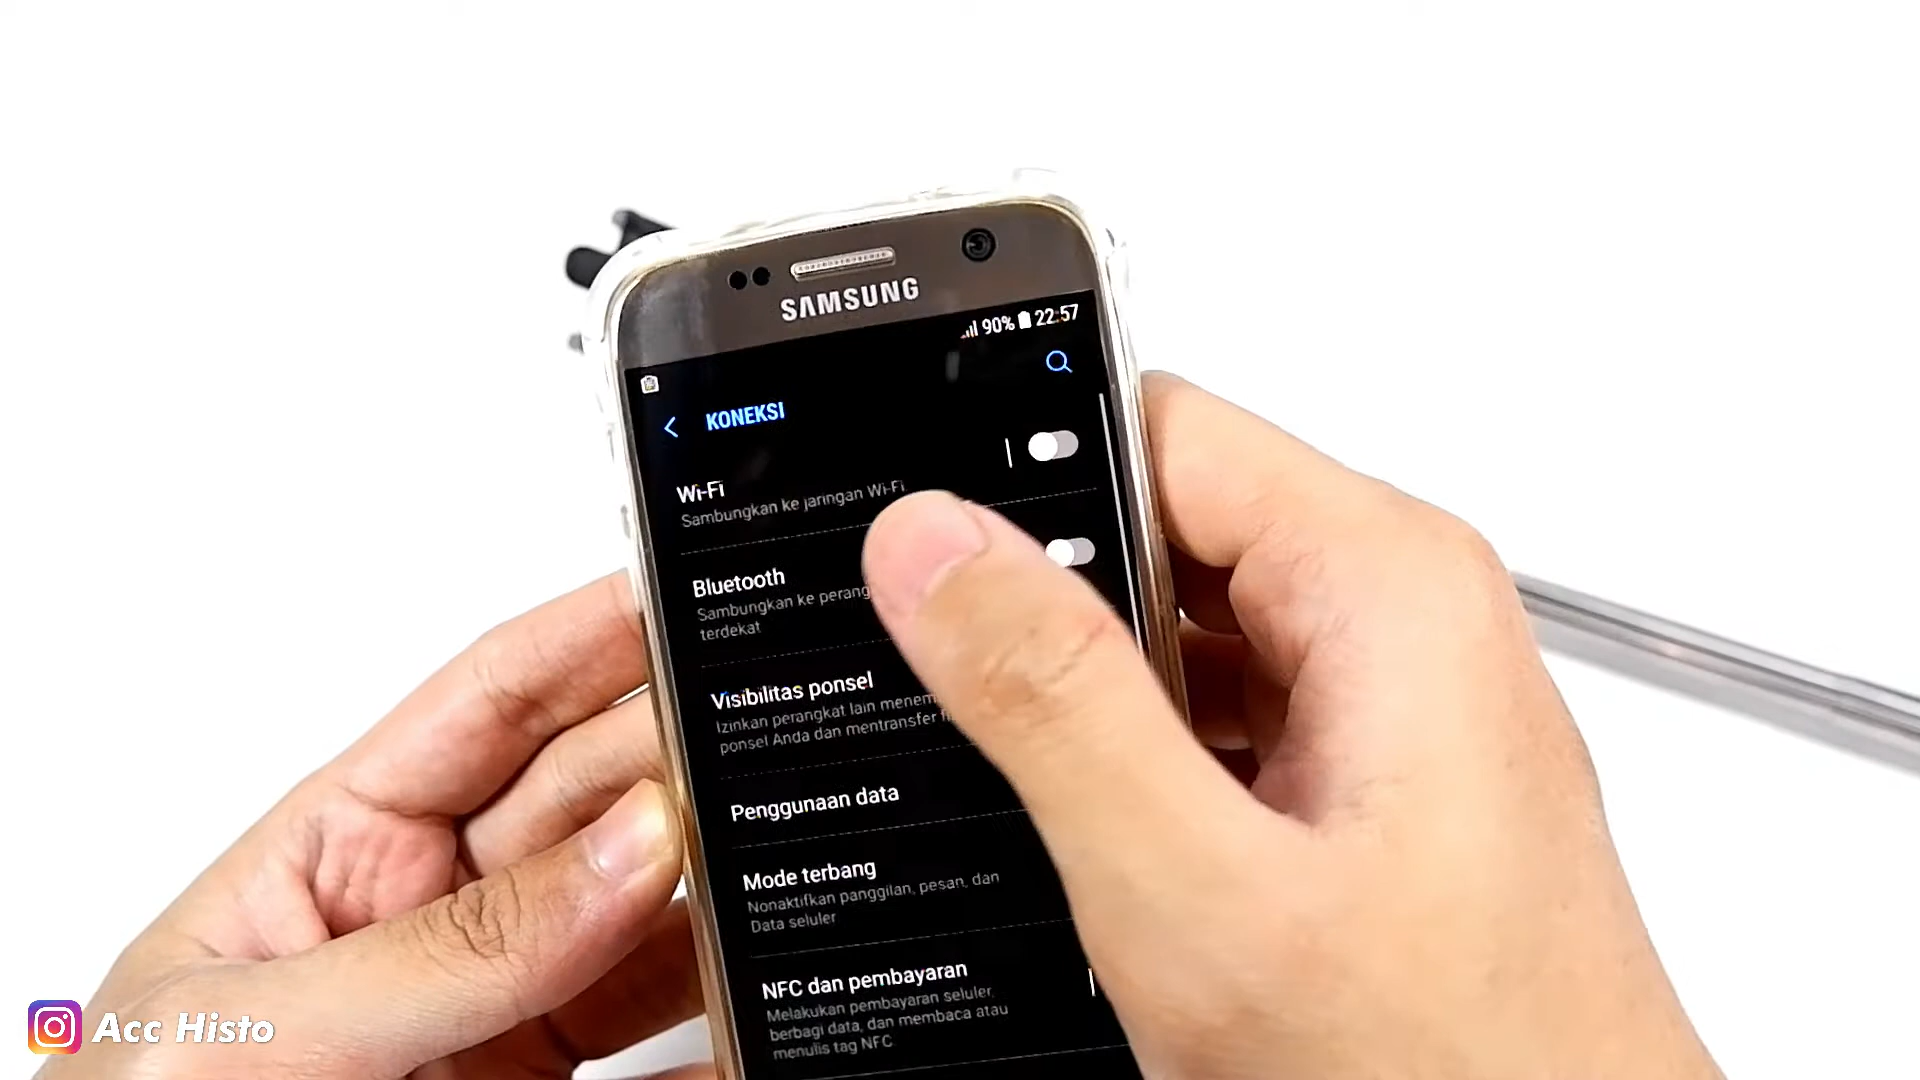 SAMSUNG
90% 22:57
KONEKSI
Wi-Fi
Sambungkan ke jaringan Wi-Fi
Bluetooth
Sambungkan ke
terdekat
Visibilitas ponsel
Izinkan perangkat lain
ponsel Anda dan mentransfer
Penggunaan data
Mode terbang
Nonaktifkan panggilan, pesan, dan
Data seluler
NFC dan pembayaran
Melakukan pembayaran seluler,
berbagi data, dan membaca atau
menulis tag NFC
Acc Histo